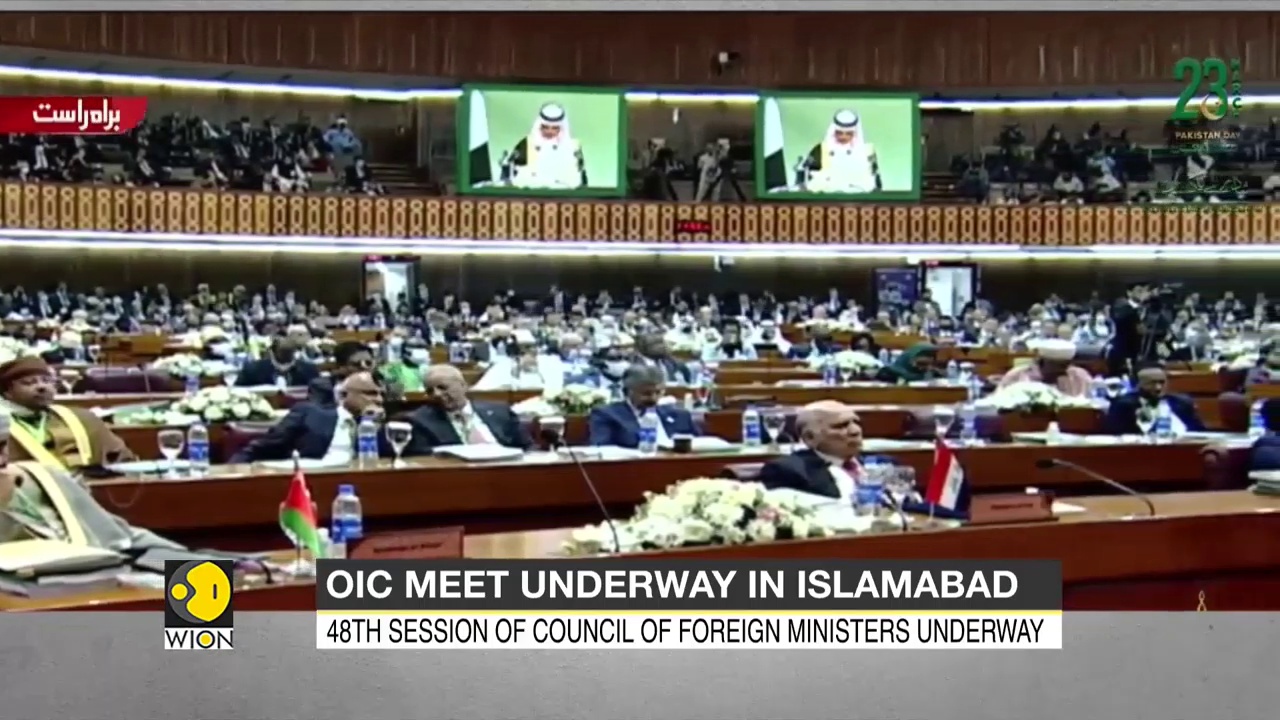 براہ راست
23
MARCH
PAKISTAN DAY
OIC MEET UNDERWAY IN ISLAMABAD
48TH SESSION OF COUNCIL OF FOREIGN MINISTERS UNDERWAY
WION